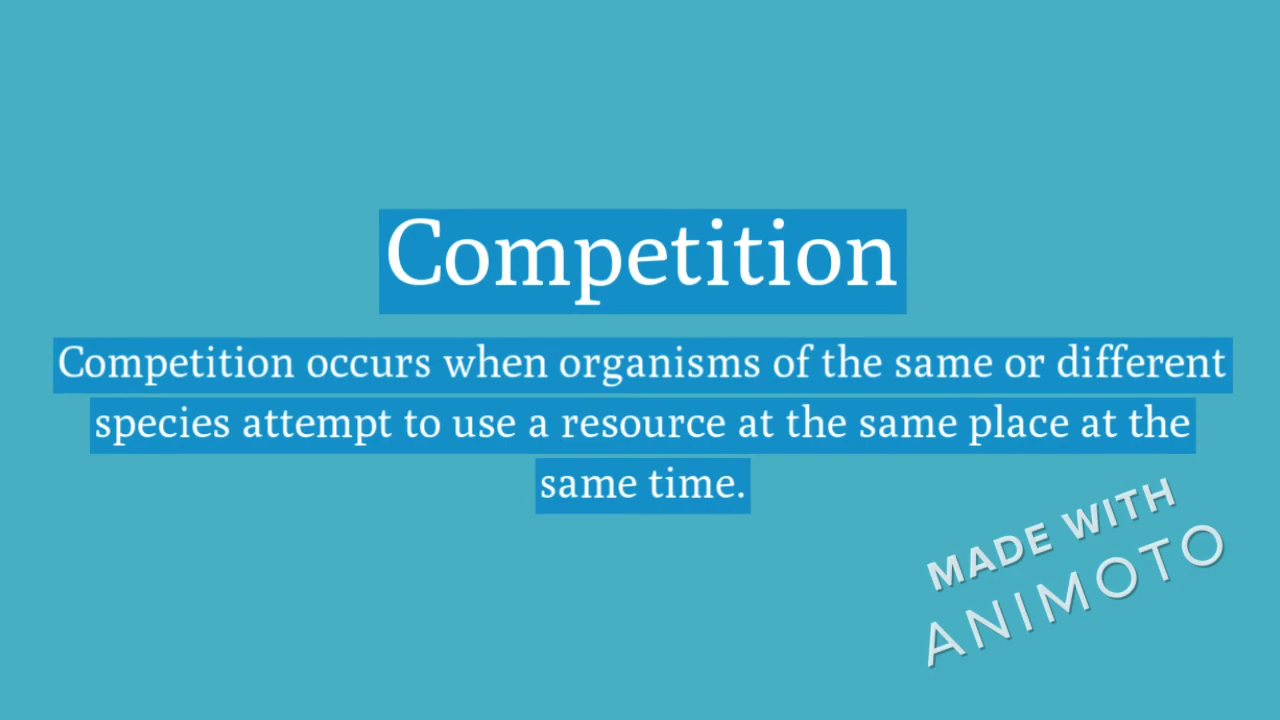 Competition
Competition occurs when organisms of the same or different
species attempt to use a resource at the same place at the
same time.
MADE WITH
ANIMOTO